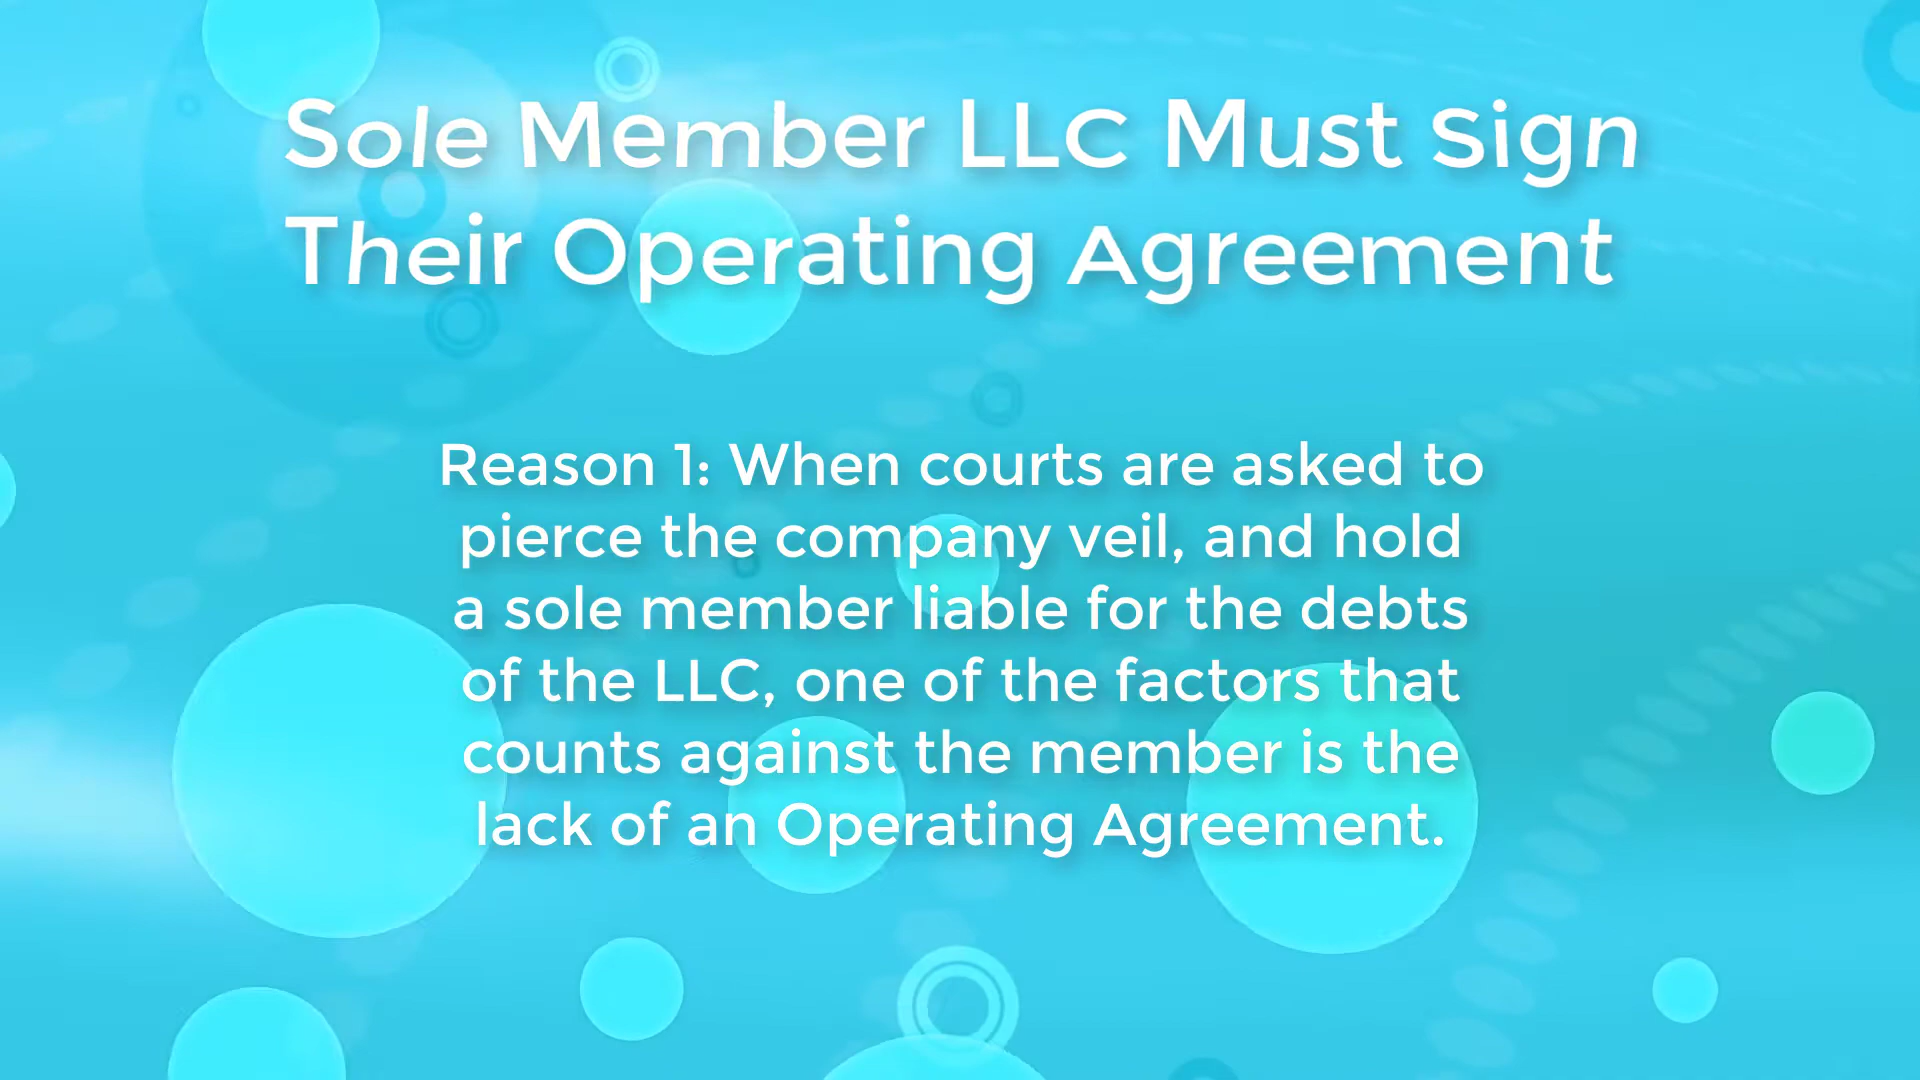 Sole Member LLC Must Sign
Their Operating Agreement
Reason 1: When courts are asked to
pierce the company veil, and hold
a sole member liable for the debts
of the LLC, one of the factors that
counts against the member is the
lack of an Operating Agreement.